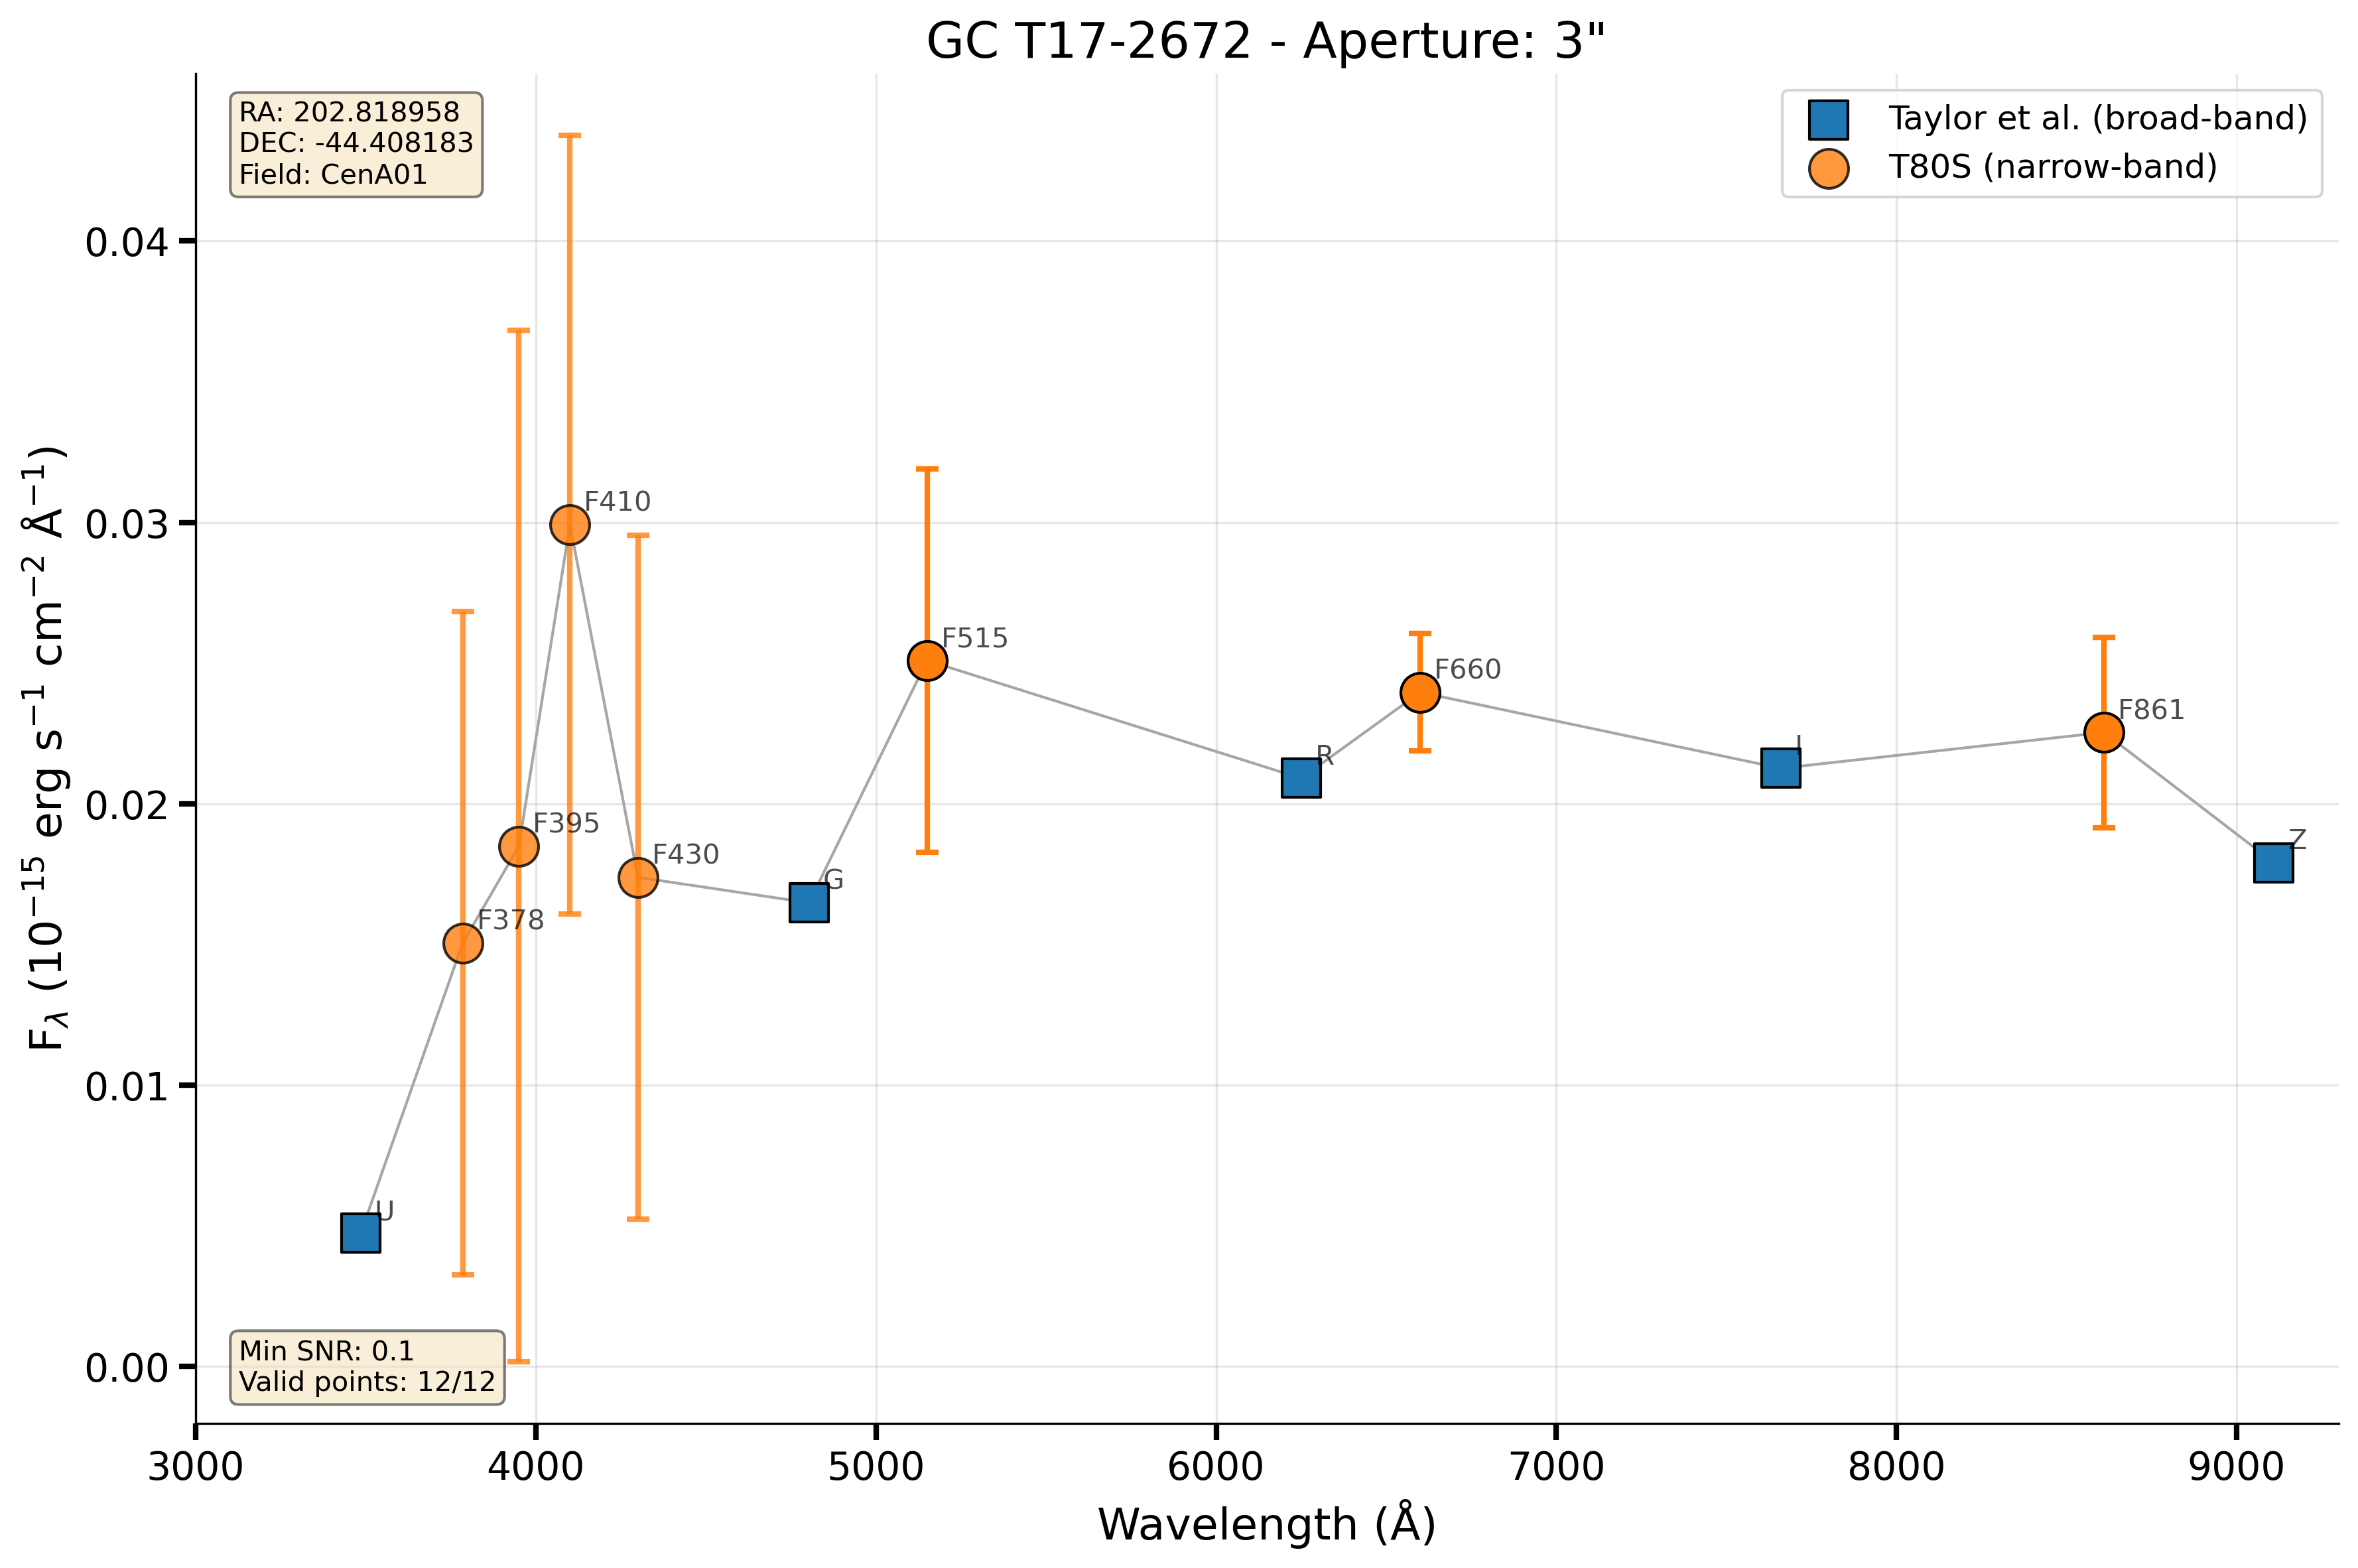 GC T17-2672 - Aperture: 3"
RA: 202.818958
DEC: -44.408183
Field: CenA01
Taylor et al. (broad-band)
T80S (narrow-band)
0.04
0.03
0.02
0.01
0.00
F_λ (10⁻¹⁵ erg s⁻¹ cm⁻² Å⁻¹)
F410
F515
F660
F861
R
I
Z
F395
F430
G
F378
U
Min SNR: 0.1
Valid points: 12/12
3000 4000 5000 6000 7000 8000 9000
Wavelength (Å)